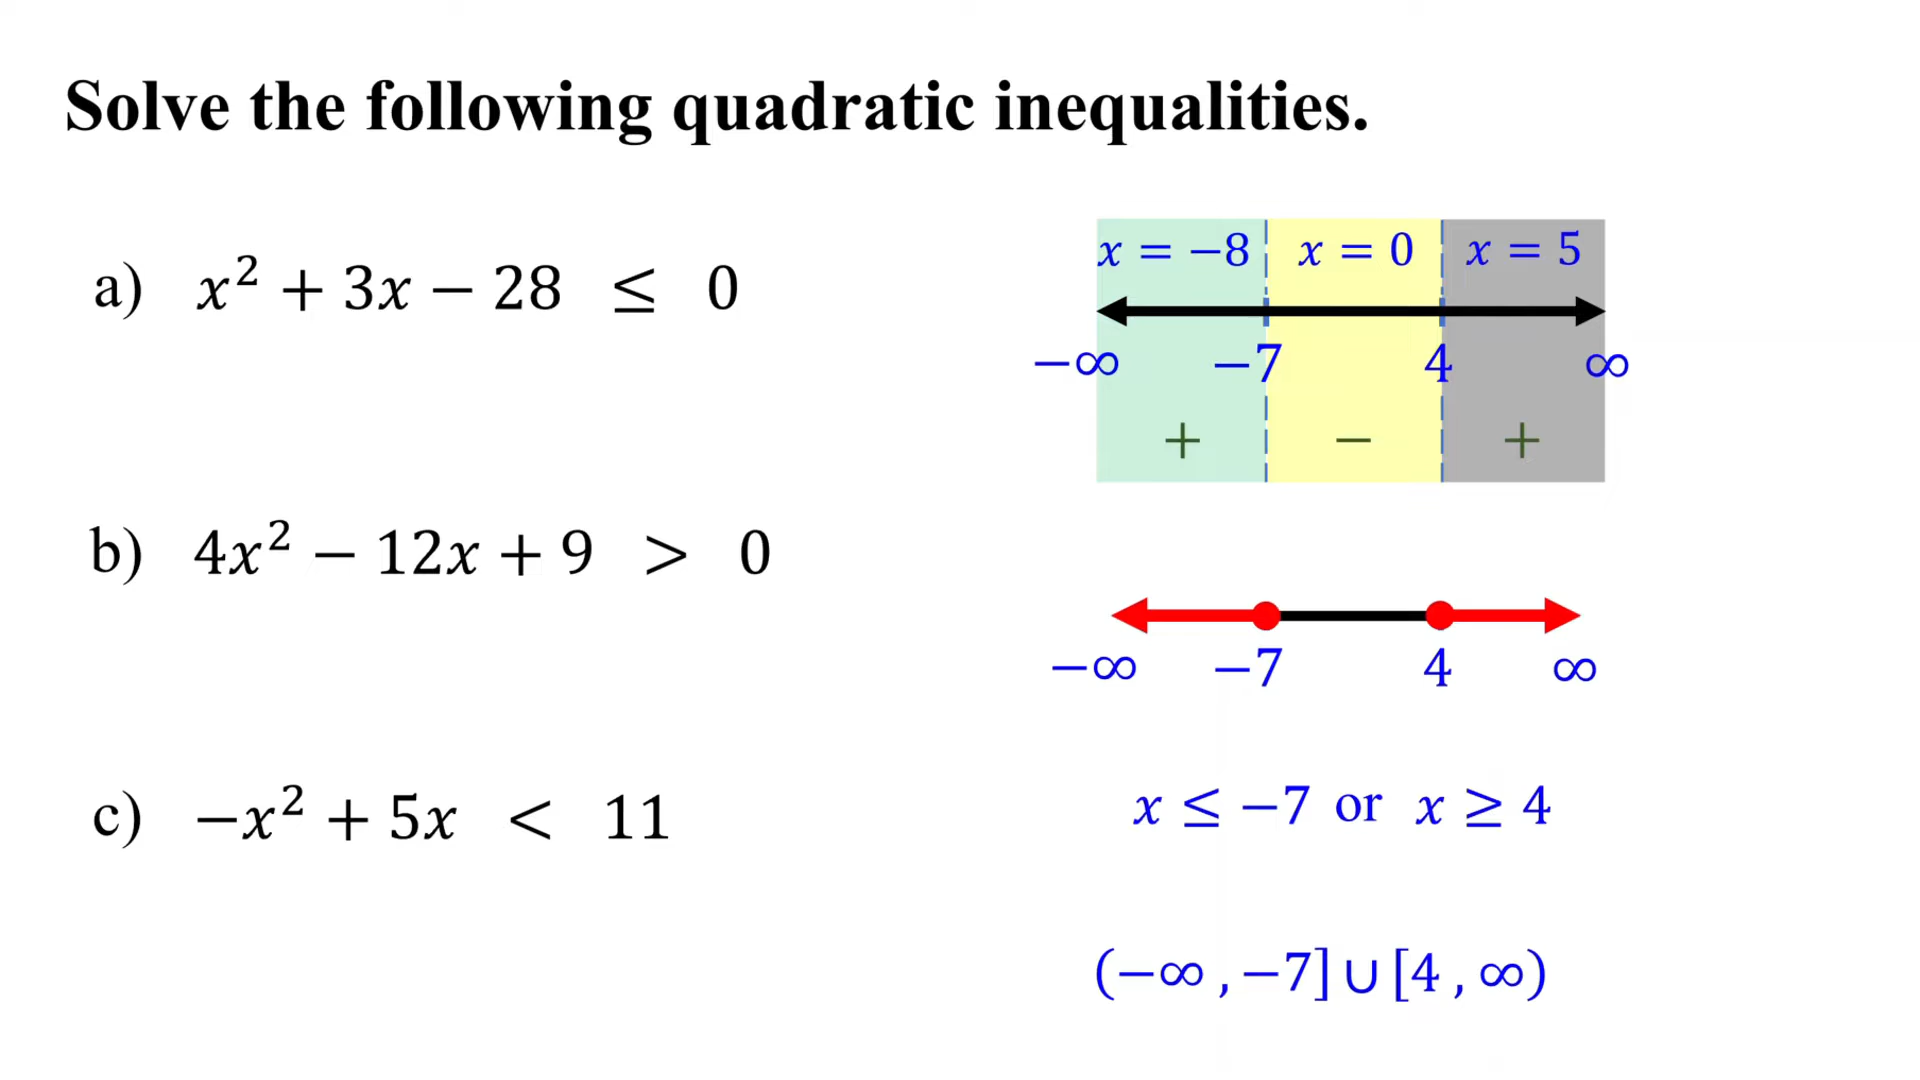 Solve the following quadratic inequalities.
a) x² + 3x − 28 ≤ 0
b) 4x² − 12x + 9 > 0
c) −x² + 5x < 11
x = −8 x = 0 x = 5
−∞ −7 4 ∞
+ − +
−∞ −7 4 ∞
x ≤ −7 or x ≥ 4
(−∞ , −7] ∪ [4 , ∞)